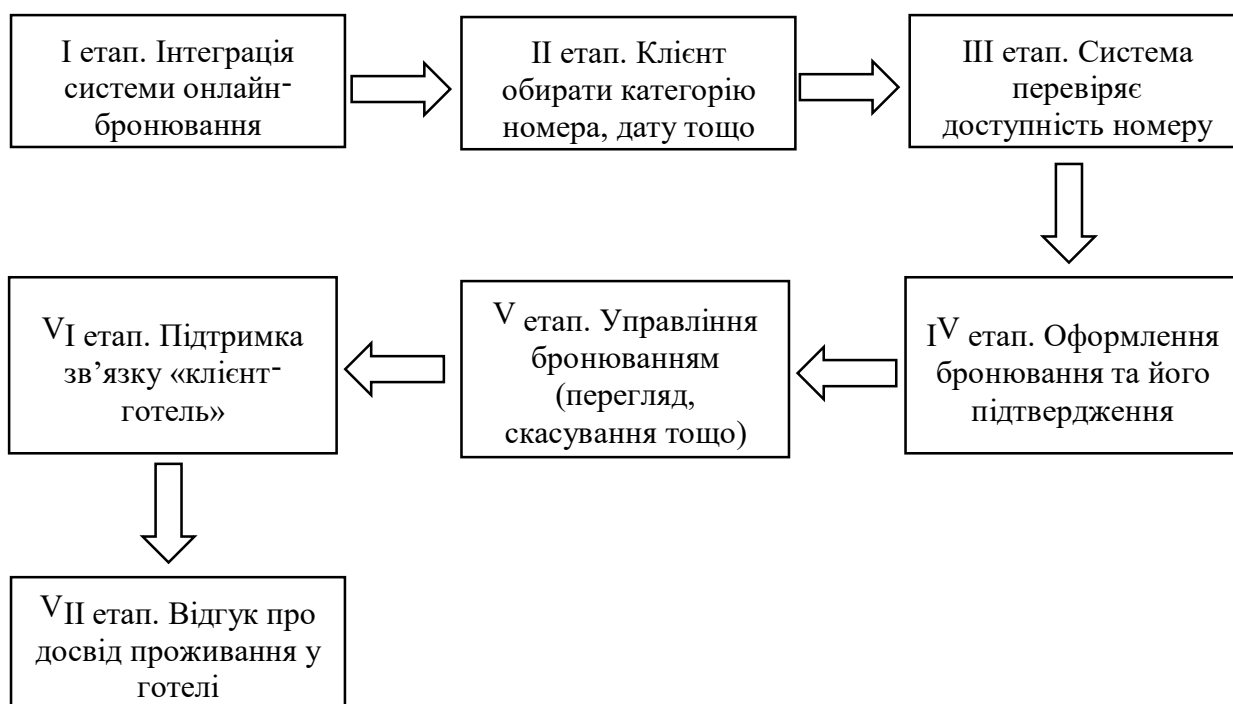 I етап. Інтеграція
системи онлайн-
бронювання
II етап. Клієнт
обирати категорію
номера, дату тощо
III етап. Система
перевіряє
доступність номеру
IV етап. Оформлення
бронювання та його
підтвердження
V етап. Управління
бронюванням
(перегляд,
скасування тощо)
VI етап. Підтримка
зв’язку «клієнт-
готель»
VII етап. Відгук про
досвід проживання у
готелі